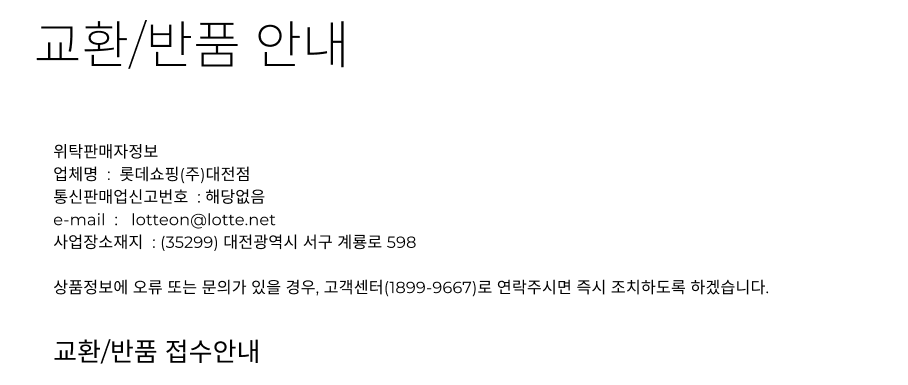 교환/반품 안내
위탁판매자정보
업체명 : 롯데쇼핑(주)대전점
통신판매업신고번호 : 해당없음
e-mail : lotteon@lotte.net
사업장소재지 : (35299) 대전광역시 서구 계룡로 598
상품정보에 오류 또는 문의가 있을 경우, 고객센터(1899-9667)로 연락주시면 즉시 조치하도록 하겠습니다.
교환/반품 접수안내